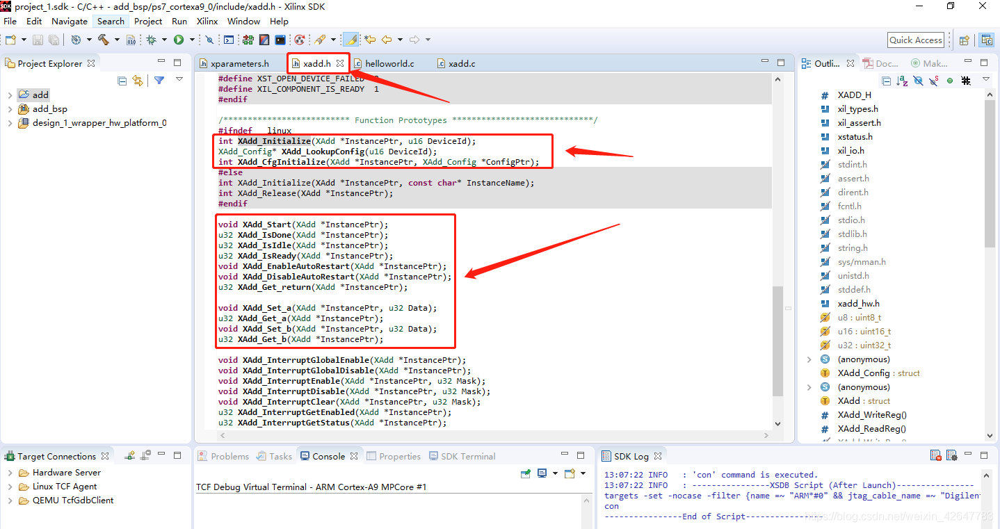 SDK project_1.sdk - C/C++ - add_bsp/ps7_cortexa9_0/include/xadd.h - Xilinx SDK
File Edit Navigate Search Project Run Xilinx Window Help
Quick Access
Project Explorer
add
add_bsp
design_1_wrapper_hw_platform_0
xparameters.h xadd.h helloworld.c xadd.c
#define XST_OPEN_DEVICE_FAILED
#define XIL_COMPONENT_IS_READY 1
#endif
/************************** Function Prototypes *****************************/
#ifndef __linux__
int XAdd_Initialize(XAdd *InstancePtr, u16 DeviceId);
XAdd_Config* XAdd_LookupConfig(u16 DeviceId);
int XAdd_CfgInitialize(XAdd *InstancePtr, XAdd_Config *ConfigPtr);
#else
int XAdd_Initialize(XAdd *InstancePtr, const char* InstanceName);
int XAdd_Release(XAdd *InstancePtr);
#endif
void XAdd_Start(XAdd *InstancePtr);
u32 XAdd_IsDone(XAdd *InstancePtr);
u32 XAdd_IsIdle(XAdd *InstancePtr);
u32 XAdd_IsReady(XAdd *InstancePtr);
void XAdd_EnableAutoRestart(XAdd *InstancePtr);
void XAdd_DisableAutoRestart(XAdd *InstancePtr);
u32 XAdd_Get_return(XAdd *InstancePtr);
void XAdd_Set_a(XAdd *InstancePtr, u32 Data);
u32 XAdd_Get_a(XAdd *InstancePtr);
void XAdd_Set_b(XAdd *InstancePtr, u32 Data);
u32 XAdd_Get_b(XAdd *InstancePtr);
void XAdd_InterruptGlobalEnable(XAdd *InstancePtr);
void XAdd_InterruptGlobalDisable(XAdd *InstancePtr);
void XAdd_InterruptEnable(XAdd *InstancePtr, u32 Mask);
void XAdd_InterruptDisable(XAdd *InstancePtr, u32 Mask);
void XAdd_InterruptClear(XAdd *InstancePtr, u32 Mask);
u32 XAdd_InterruptGetEnabled(XAdd *InstancePtr);
u32 XAdd_InterruptGetStatus(XAdd *InstancePtr);
Outli... Doc... Mak...
XADD_H
xil_types.h
xil_assert.h
xstatus.h
xil_io.h
stdint.h
assert.h
dirent.h
fcntl.h
stdio.h
stdlib.h
string.h
sys/mman.h
unistd.h
stddef.h
xadd_hw.h
u8 : uint8_t
u16 : uint16_t
u32 : uint32_t
(anonymous)
XAdd_Config : struct
(anonymous)
XAdd : struct
XAdd_WriteReg()
XAdd_ReadReg()
XAdd_WriteReg()
Target Connections
Hardware Server
Linux TCF Agent
QEMU TcfGdbClient
Problems Tasks Console Properties SDK Terminal
TCF Debug Virtual Terminal - ARM Cortex-A9 MPCore #1
SDK Log
13:07:22 INFO : 'con' command is executed.
13:07:22 INFO : ----------------XSDB Script (After Launch)----------------
targets -set -nocase -filter {name =~ "ARM*#0" && jtag_cable_name =~ "Digilent
con
----------------End of Script----------------
https://blog.csdn.net/weixin_42647783